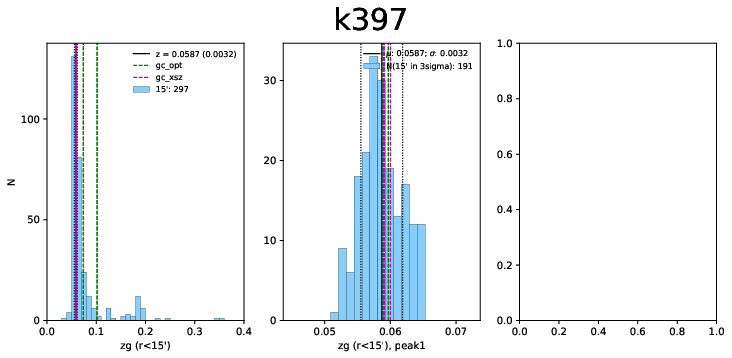 k397
z = 0.0587 (0.0032)
gc_opt
gc_xsz
15': 297
N
0
50
100
0.0 0.1 0.2 0.3 0.4
zg (r<15')
μ: 0.0587; σ: 0.0032
N(15' in 3sigma): 191
0
10
20
30
0.05 0.06 0.07
zg (r<15'), peak1
1.0
0.8
0.6
0.4
0.2
0.0
0.0 0.2 0.4 0.6 0.8 1.0